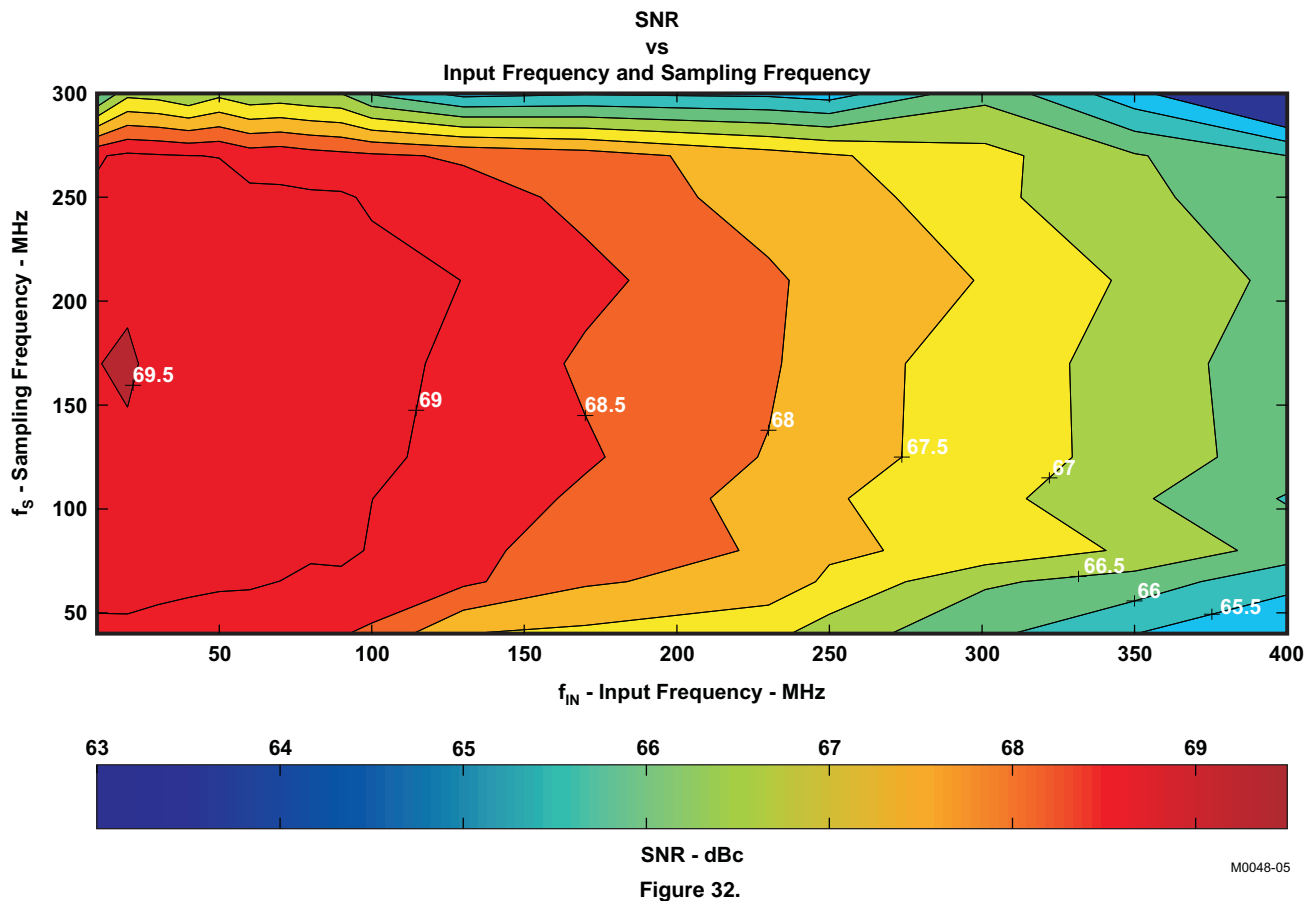 SNR
vs
Input Frequency and Sampling Frequency
300
250
200
150
100
50
fS - Sampling Frequency - MHz
69.5
69
68.5
68
67.5
67
66.5
66
65.5
50 100 150 200 250 300 350 400
fIN - Input Frequency - MHz
63 64 65 66 67 68 69
SNR - dBc
M0048-05
Figure 32.